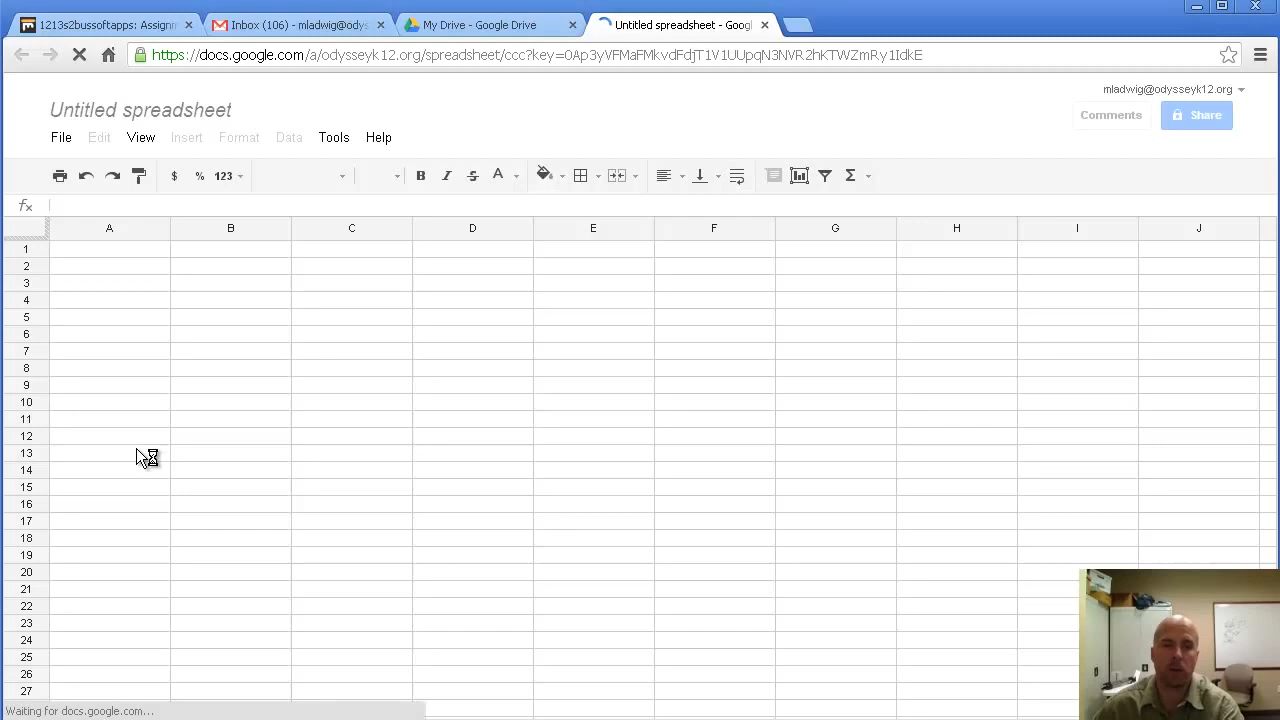 1213s3ussoftapps: Assignm
Inbox (106) - mladwig@odys
My Drive - Google Drive
Untitled spreadsheet - Goog
https://docs.google.com/a/odysseyk12.org/spreadsheet/ccc?key=0Ap3yVFMaFMkvdFdjT1V1UUpqN3NVR2hKTWZmRy1IdkE
mladwig@odysseyk12.org
Untitled spreadsheet
Comments
Share
File Edit View Insert Format Data Tools Help
$ % 123 B I S A Σ
fx
A B C D E F G H I J
1
2
3
4
5
6
7
8
9
10
11
12
13
14
15
16
17
18
19
20
21
22
23
24
25
26
27
Waiting for docs.google.com...